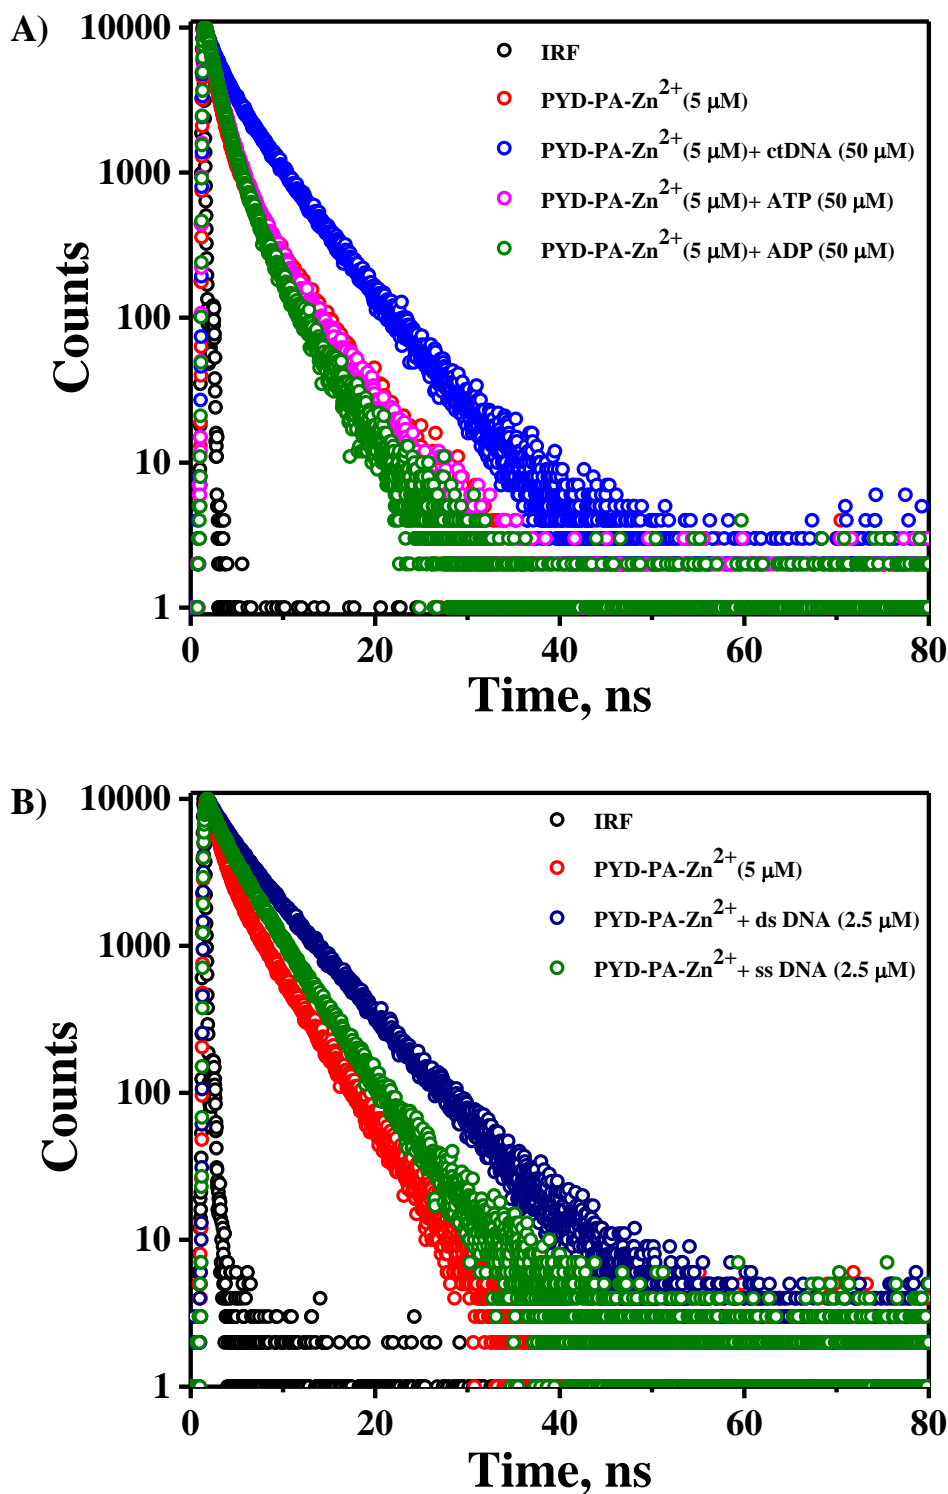 A)
10000
1000
100
10
1
Counts
IRF
PYD-PA-Zn2+(5 μM)
PYD-PA-Zn2+(5 μM)+ ctDNA (50 μM)
PYD-PA-Zn2+(5 μM)+ ATP (50 μM)
PYD-PA-Zn2+(5 μM)+ ADP (50 μM)
0 20 40 60 80
Time, ns
B)
10000
1000
100
10
1
Counts
IRF
PYD-PA-Zn2+(5 μM)
PYD-PA-Zn2++ ds DNA (2.5 μM)
PYD-PA-Zn2++ ss DNA (2.5 μM)
0 20 40 60 80
Time, ns